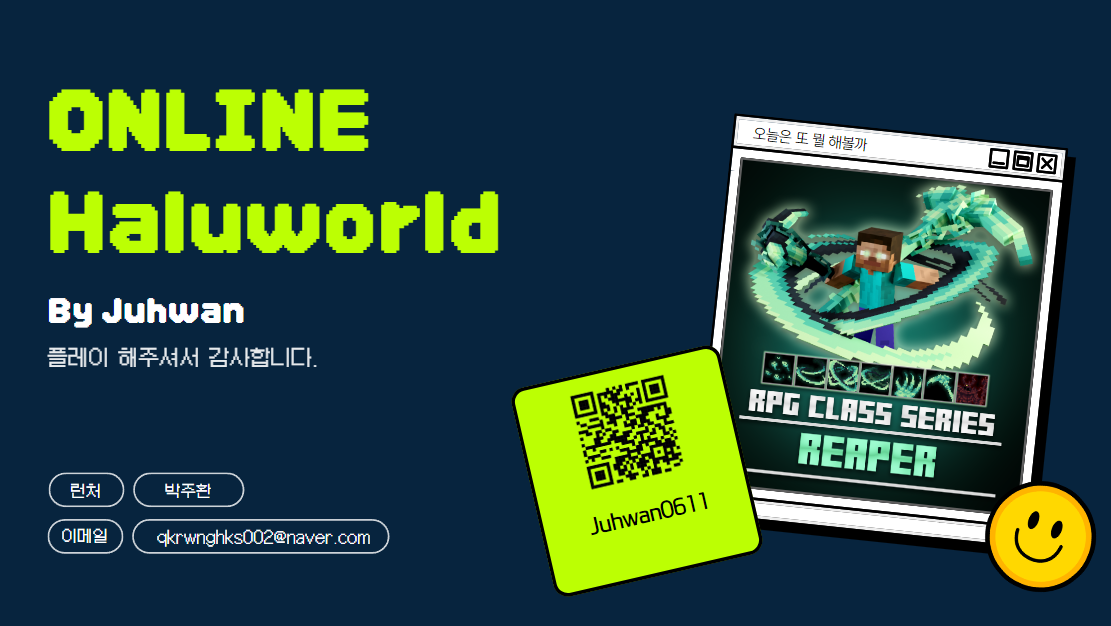 ONLINE
Haluworld
By Juhwan
플레이 해주셔서 감사합니다.
런처
박주환
이메일
qkrwnghks002@naver.com
오늘은 또 뭘 해볼까
RPG CLASS SERIES
REAPER
Juhwan0611